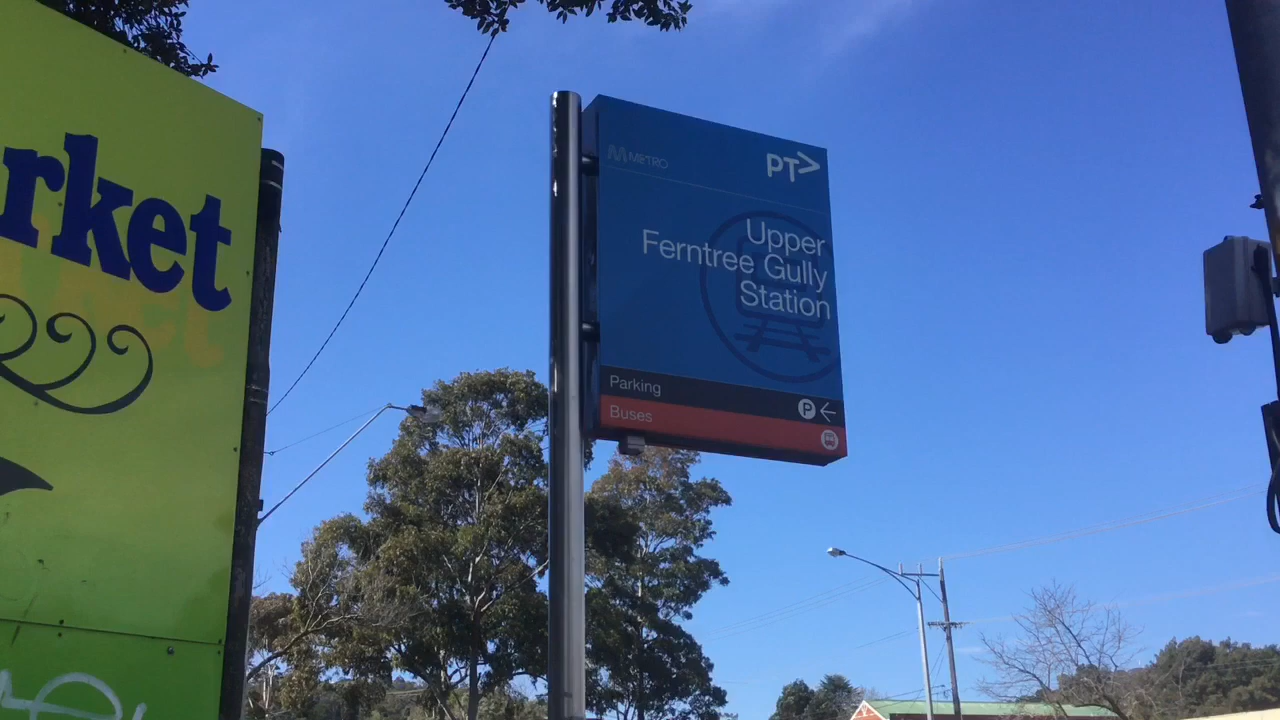 rket
METRO
PT>
Upper
Ferntree Gully
Station
Parking
P ←
Buses